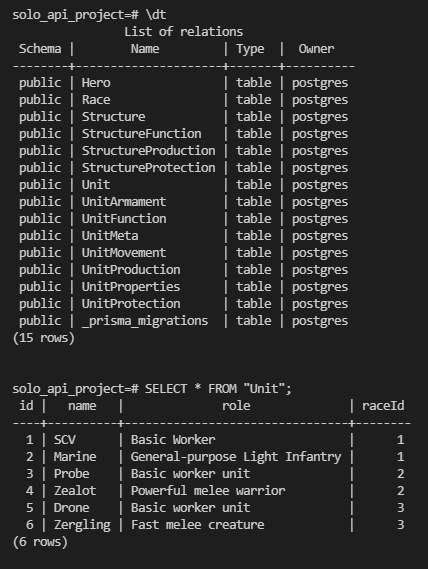 solo_api_project=# \dt
List of relations
Schema | Name | Type | Owner
--------+----------------------+-------+----------
public | Hero | table | postgres
public | Race | table | postgres
public | Structure | table | postgres
public | StructureFunction | table | postgres
public | StructureProduction | table | postgres
public | StructureProtection | table | postgres
public | Unit | table | postgres
public | UnitArmament | table | postgres
public | UnitFunction | table | postgres
public | UnitMeta | table | postgres
public | UnitMovement | table | postgres
public | UnitProduction | table | postgres
public | UnitProperties | table | postgres
public | UnitProtection | table | postgres
public | _prisma_migrations | table | postgres
(15 rows)
solo_api_project=# SELECT * FROM "Unit";
id | name | role | raceId
----+----------+--------------------------------+--------
1 | SCV | Basic Worker | 1
2 | Marine | General-purpose Light Infantry | 1
3 | Probe | Basic worker unit | 2
4 | Zealot | Powerful melee warrior | 2
5 | Drone | Basic worker unit | 3
6 | Zergling | Fast melee creature | 3
(6 rows)